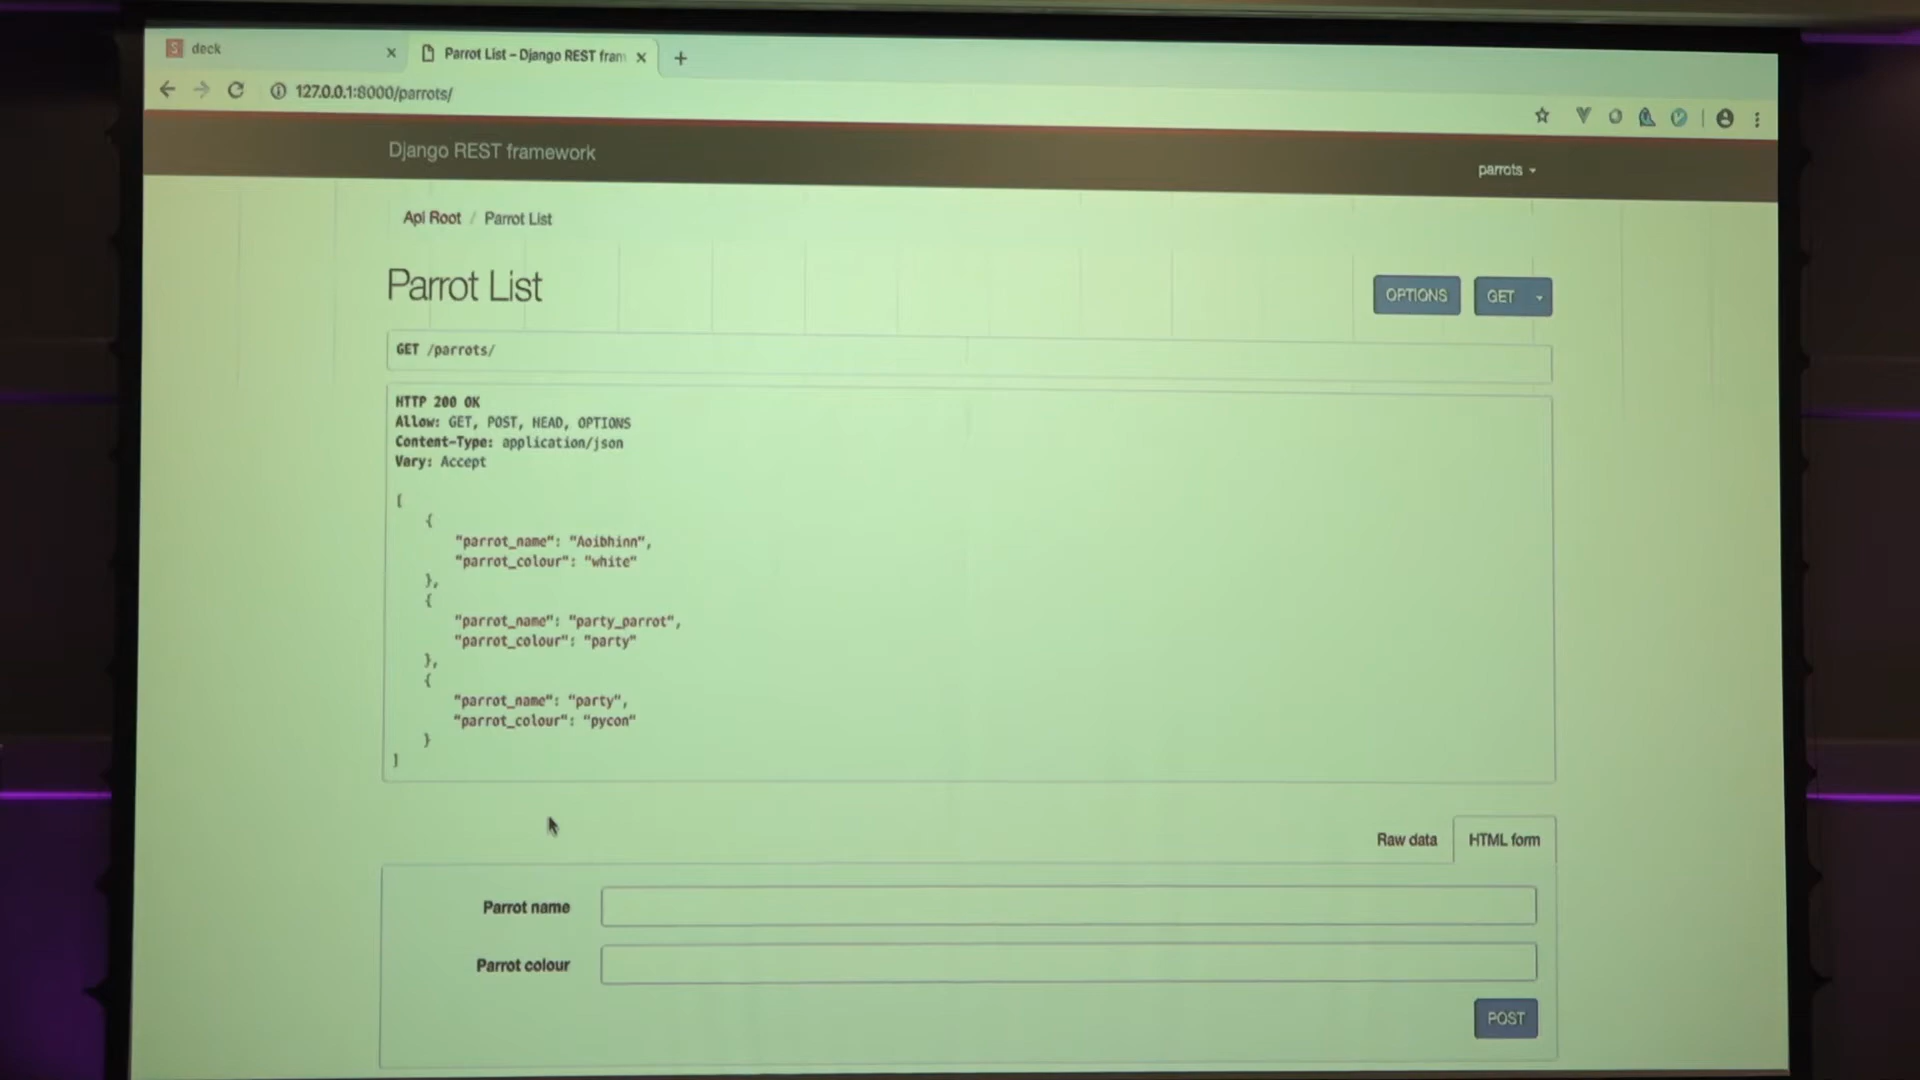 deck
Parrot List – Django REST fram
127.0.0.1:8000/parrots/
Django REST framework
parrots
Api Root / Parrot List
Parrot List
OPTIONS
GET
GET /parrots/
HTTP 200 OK
Allow: GET, POST, HEAD, OPTIONS
Content-Type: application/json
Vary: Accept
[
{
"parrot_name": "Aoibhinn",
"parrot_colour": "white"
},
{
"parrot_name": "party_parrot",
"parrot_colour": "party"
},
{
"parrot_name": "party",
"parrot_colour": "pycon"
}
]
Raw data
HTML form
Parrot name
Parrot colour
POST